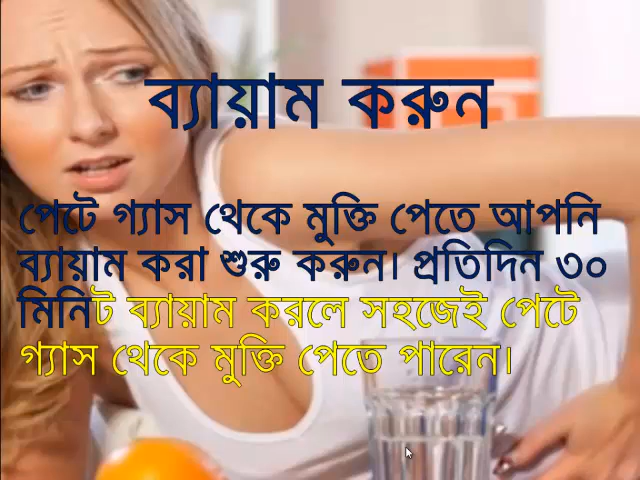 ব্যায়াম করুন
পেটে গ্যাস থেকে মুক্তি পেতে আপনি
ব্যায়াম করা শুরু করুন। প্রতিদিন ৩০
মিনিট ব্যায়াম করলে সহজেই পেটে
গ্যাস থেকে মুক্তি পেতে পারেন।